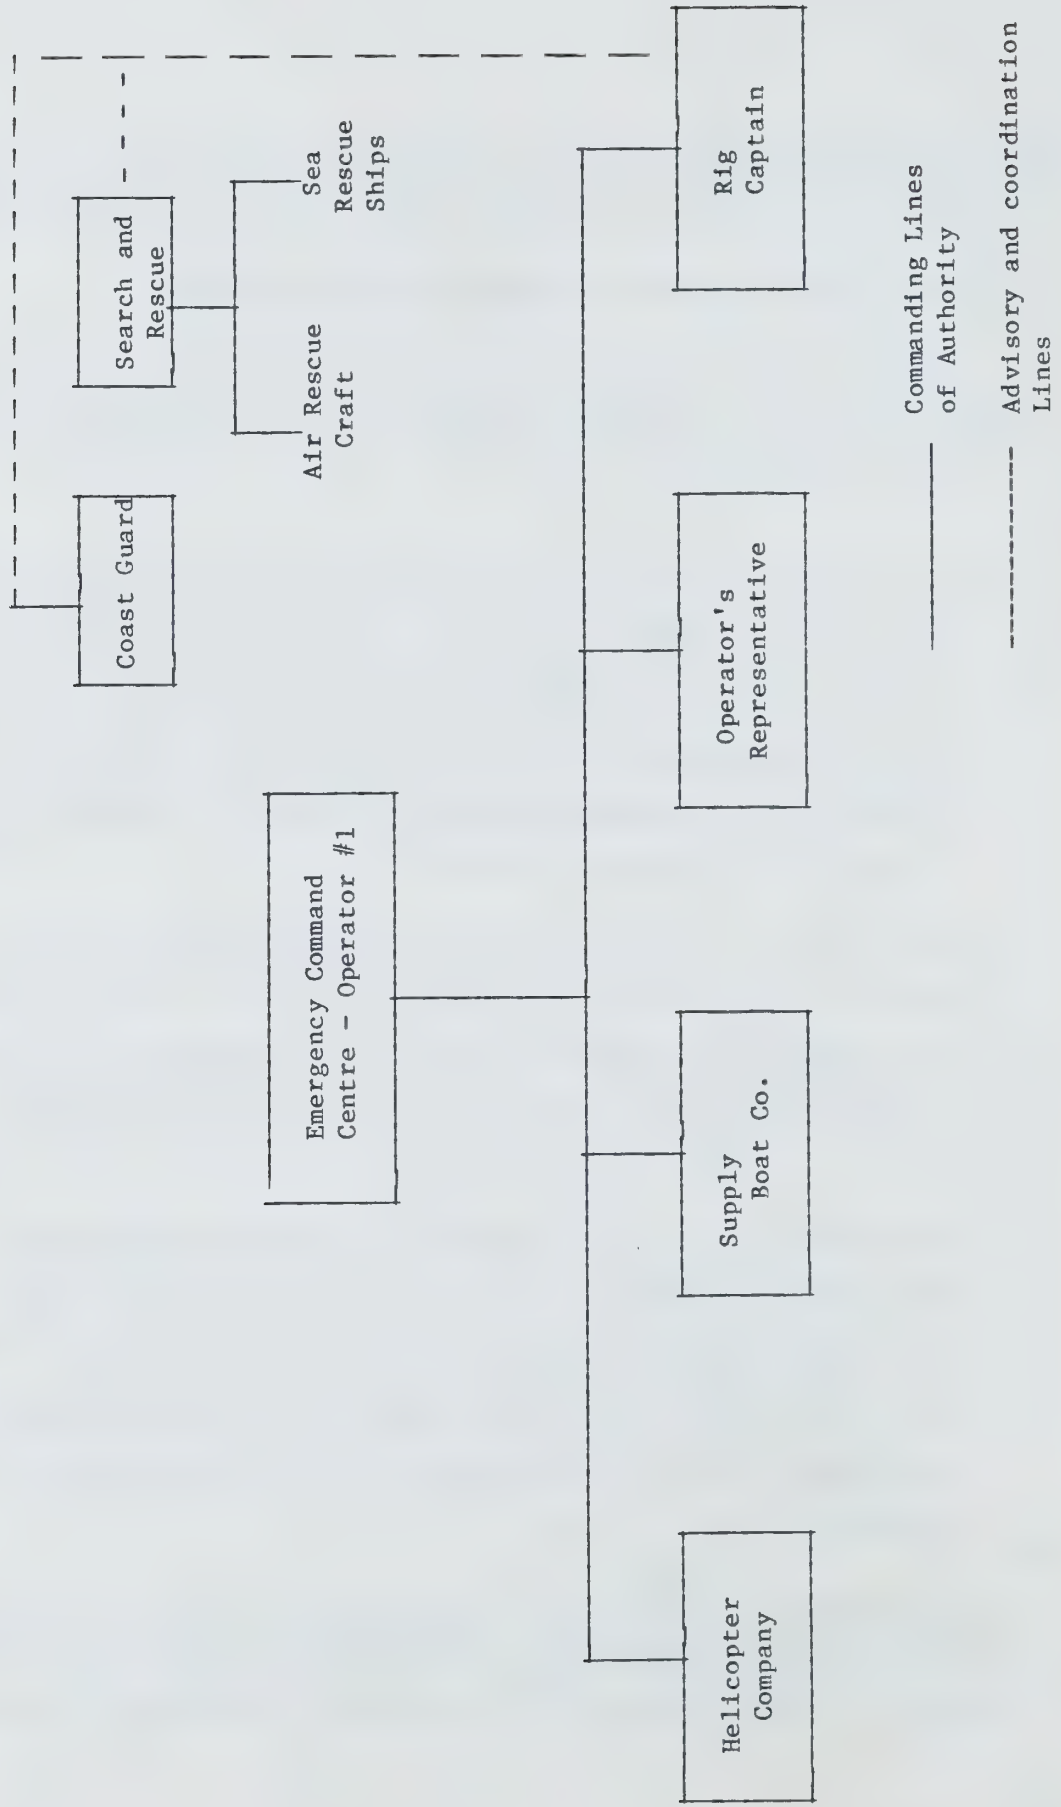 Coast Guard
Search and
Rescue
Air Rescue
Craft
Sea
Rescue
Ships
Emergency Command
Centre - Operator #1
Helicopter
Company
Supply
Boat Co.
Operator's
Representative
Rig
Captain
Commanding Lines
of Authority
Advisory and coordination
Lines